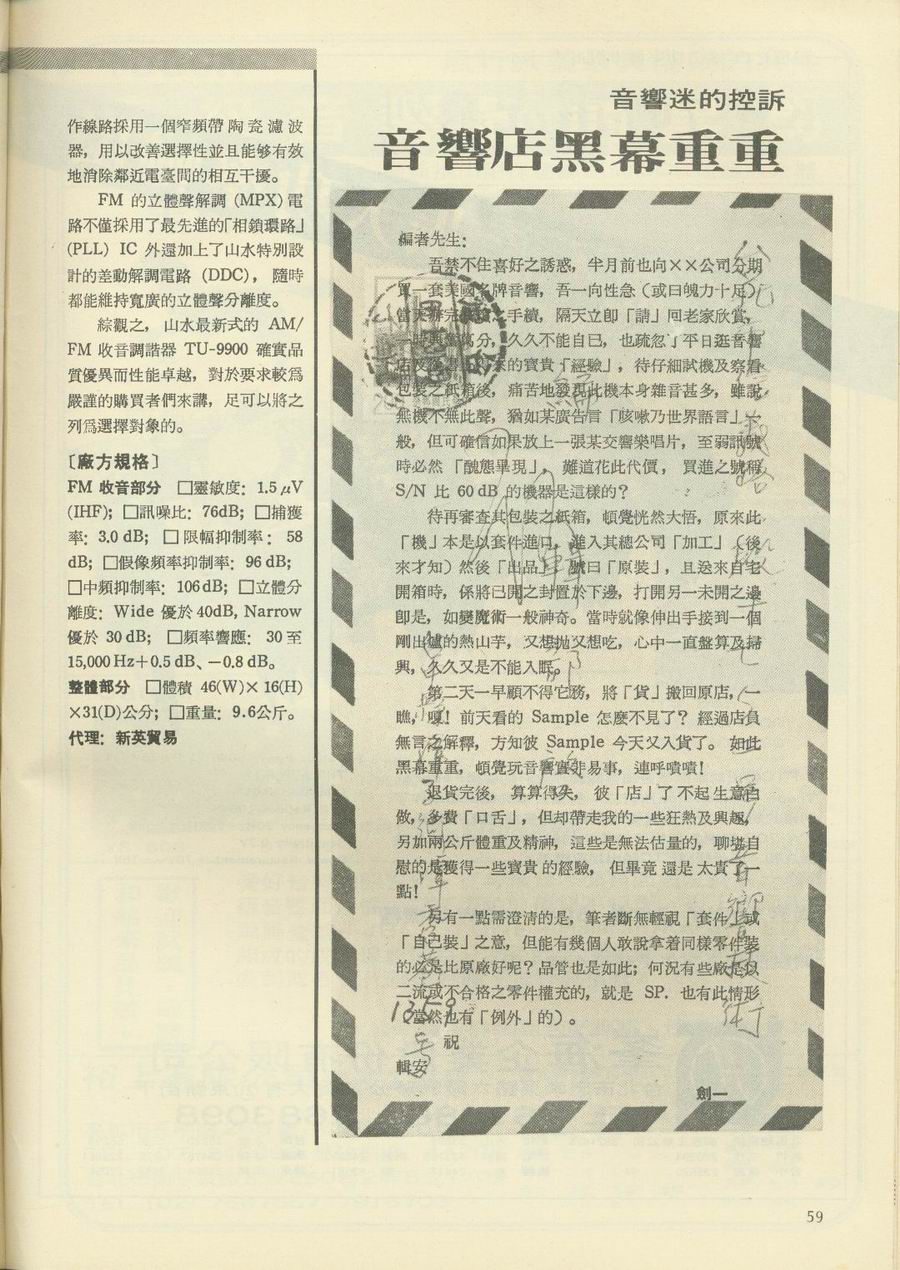 作線路採用一個窄頻帶陶瓷濾波
器，用以改善選擇性並且能够有效
地消除鄰近電臺間的相互干擾。
FM 的立體聲解調 (MPX) 電
路不僅採用了最先進的「相鎖環路」
(PLL) IC 外還加上了山水特別設
計的差動解調電路 (DDC)，隨時
都能維持寬廣的立體聲分離度。
綜觀之，山水最新式的 AM/
FM 收音調諧器 TU-9900 確實品
質優異而性能卓越，對於要求較爲
嚴謹的購買者們來講，足可以將之
列爲選擇對象的。
〔廠方規格〕
FM 收音部分 □靈敏度：1.5 μV
(IHF)；□訊噪比：76dB；□捕獲
率：3.0 dB；□限幅抑制率：58
dB；□假像頻率抑制率：96 dB；
□中頻抑制率：106 dB；□立體分
離度：Wide 優於 40dB, Narrow
優於 30 dB；□頻率響應：30 至
15,000 Hz＋0.5 dB、－0.8 dB。
整體部分 □體積 46(W)× 16(H)
×31(D)公分；□重量：9.6公斤。
代理：新英貿易
音響迷的控訴
音響店黑幕重重
編者先生：
吾禁不住喜好之誘惑，半月前也向××公司分期
買一套美國名牌音響，吾一向性急（或曰魄力十足）
當天辦完手續，隔天立卽「請」回老家欣賞，
萬分，久久不能自已，也疏忽了平日逛音響
的寶貴「經驗」，待仔細試機及察看
包裝之紙箱後，痛苦地發現此機本身雜音甚多，雖說
無機不無此聲，猶如某廣告言「咳嗽乃世界語言」一
般，但可確信如果放上一張某交響樂唱片，至弱訊號
時必然「醜態畢現」，難道花此代價，買進之號稱
S/N 比 60 dB 的機器是這樣的？
待再審查其包裝之紙箱，頓覺恍然大悟，原來此
「機」本是以套件進口，進入其總公司「加工」（後
來才知）然後「出品」，號曰「原裝」，且送來自宅
開箱時，係將已開之封置於下邊，打開另一未開之邊
卽是，如變魔術一般神奇。當時就像伸出手接到一個
剛出爐的熱山芋，又想拋又想吃，心中一直盤算及掃
興，久久又是不能入眠。
第二天一早顧不得它務，將「貨」搬回原店，一
瞧，嗄！前天看的 Sample 怎麼不見了？經過店員
無言之解釋，方知彼 Sample 今天又入貨了。如此
黑幕重重，頓覺玩音響實非易事，連呼嘖嘖！
退貨完後，算算得失，彼「店」了不起生意白
做，多費「口舌」，但却帶走我的一些狂熱及興趣，
另加兩公斤體重及精神，這些是無法估量的，聊堪自
慰的是獲得一些寶貴的經驗，但畢竟還是太貴了一
點！
另有一點需澄清的是，筆者斷無輕視「套件」或
「自己裝」之意，但能有幾個人敢說拿着同樣零件裝
的必是比原廠好呢？品管也是如此；何況有些廠是以
二流或不合格之零件權充的，就是 SP. 也有此情形
（當然也有「例外」的）。
祝
輯安
劍一
59